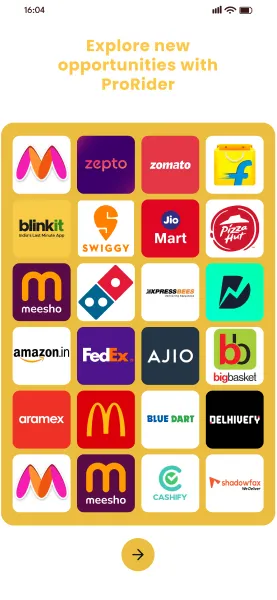 16:04
Explore new
opportunities with
ProRider
zepto
zomato
blinkit
India's Last Minute App
SWIGGY
Jio
Mart
Pizza
Hut
meesho
XPRESSBEES
amazon.in
FedEx
AJIO
bb
bigbasket
aramex
BLUE DART
DELHIVERY
meesho
CASHIFY
shadowfax
We Deliver